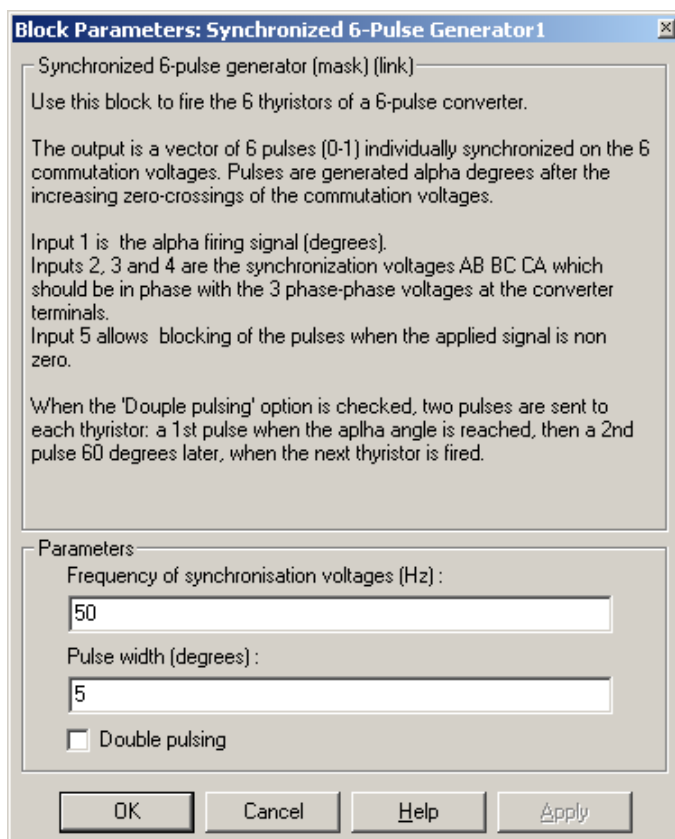 Block Parameters: Synchronized 6-Pulse Generator1
Synchronized 6-pulse generator (mask) (link)
Use this block to fire the 6 thyristors of a 6-pulse converter.
The output is a vector of 6 pulses (0-1) individually synchronized on the 6
commutation voltages. Pulses are generated alpha degrees after the
increasing zero-crossings of the commutation voltages.
Input 1 is the alpha firing signal (degrees).
Inputs 2, 3 and 4 are the synchronization voltages AB BC CA which
should be in phase with the 3 phase-phase voltages at the converter
terminals.
Input 5 allows blocking of the pulses when the applied signal is non
zero.
When the 'Douple pulsing' option is checked, two pulses are sent to
each thyristor: a 1st pulse when the aplha angle is reached, then a 2nd
pulse 60 degrees later, when the next thyristor is fired.
Parameters
Frequency of synchronisation voltages (Hz) :
50
Pulse width (degrees) :
5
Double pulsing
OK Cancel Help Apply